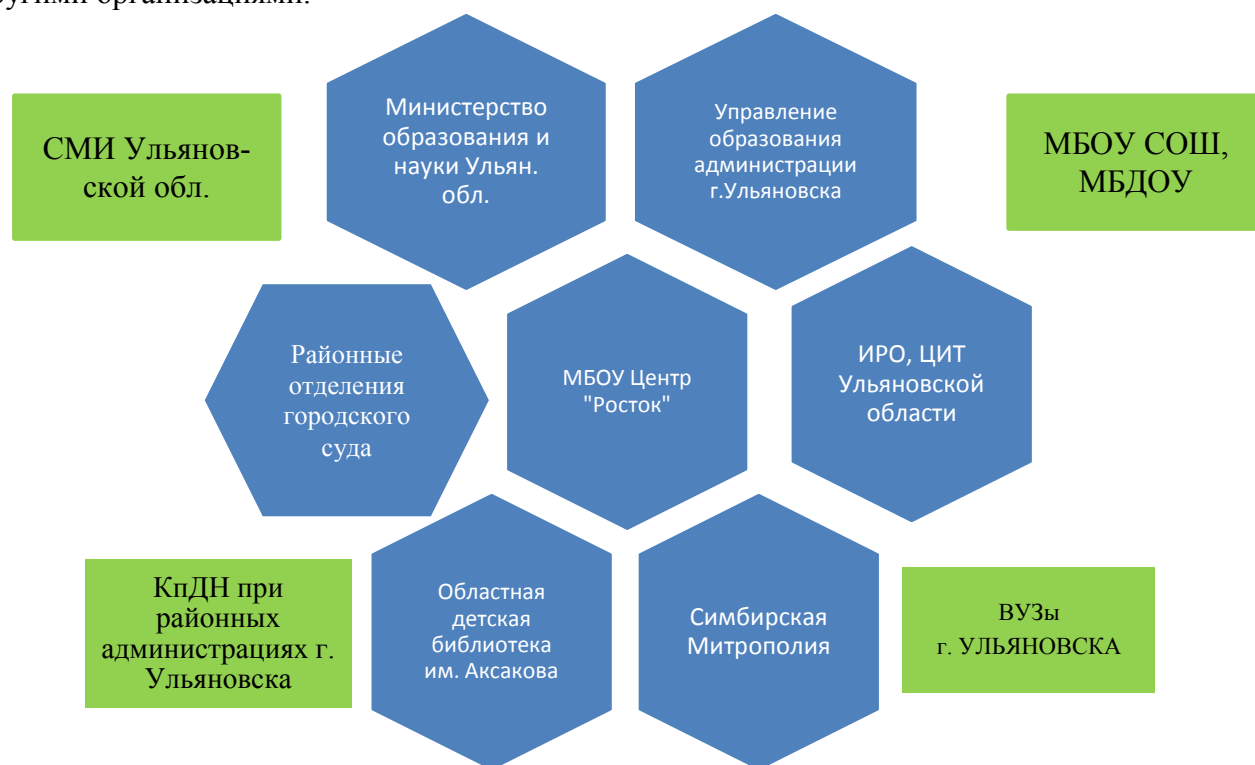 угими организациями.
Министерство
образования и
науки Ульян.
обл.
Управление
образования
администрации
г.Ульяновска
СМИ Ульянов-
ской обл.
МБОУ СОШ,
МБДОУ
Районные
отделения
городского
суда
МБОУ Центр
"Росток"
ИРО, ЦИТ
Ульяновской
области
КпДН при
районных
администрациях г.
Ульяновска
Областная
детская
библиотека
им. Аксакова
Симбирская
Митрополия
ВУЗы
г. УЛЬЯНОВСКА